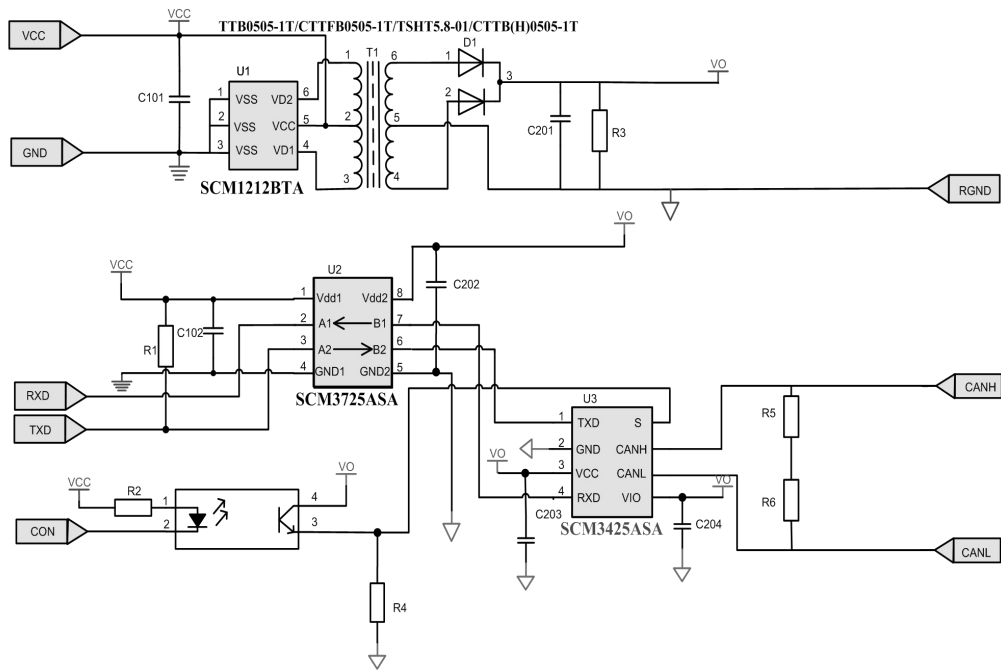 VCC
TTB0505-1T/CTTFB0505-1T/TSHT5.8-01/CTTB(H)0505-1T
VCC
D1
T1
1
6
1
3
VO
U1
C101
1
VSS
VD2
6
2
2
VSS
VCC
5
2
5
C201
R3
GND
3
VSS
VD1
4
3
4
SCM1212BTA
RGND
VO
U2
VCC
C202
1
Vdd1
Vdd2
8
2
A1
B1
7
C102
R1
3
A2
B2
6
4
GND1
GND2
5
RXD
SCM3725ASA
U3
CANH
TXD
1
TXD
S
R5
2
GND
CANH
VO
3
VCC
CANL
VO
VCC
R2
VO
4
RXD
VIO
R6
1
4
C203
CON
2
3
SCM3425ASA
C204
CANL
R4